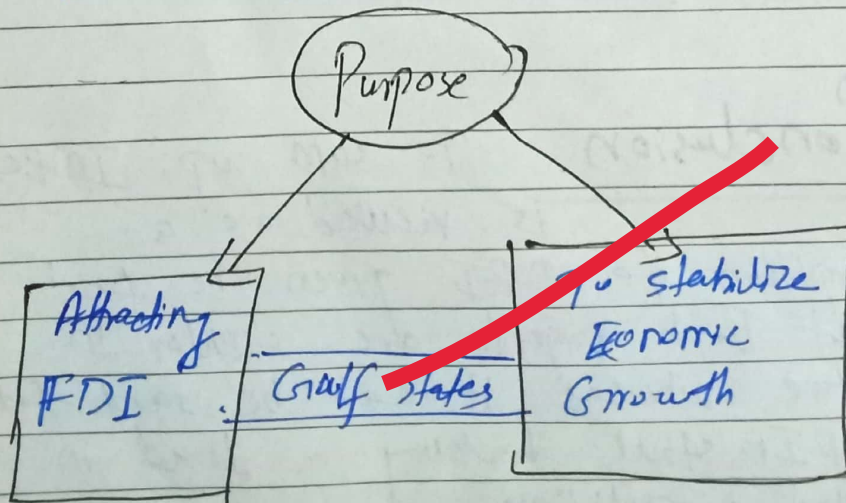 Purpose
Attracting
FDI
Gulf states
To stabilize
Economic
Growth